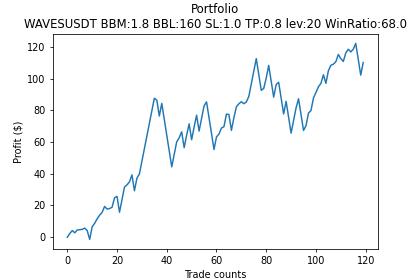 Portfolio
WAVESUSDT BBM:1.8 BBL:160 SL:1.0 TP:0.8 lev:20 WinRatio:68.0
120
100
80
60
40
20
0
Profit ($)
0 20 40 60 80 100 120
Trade counts